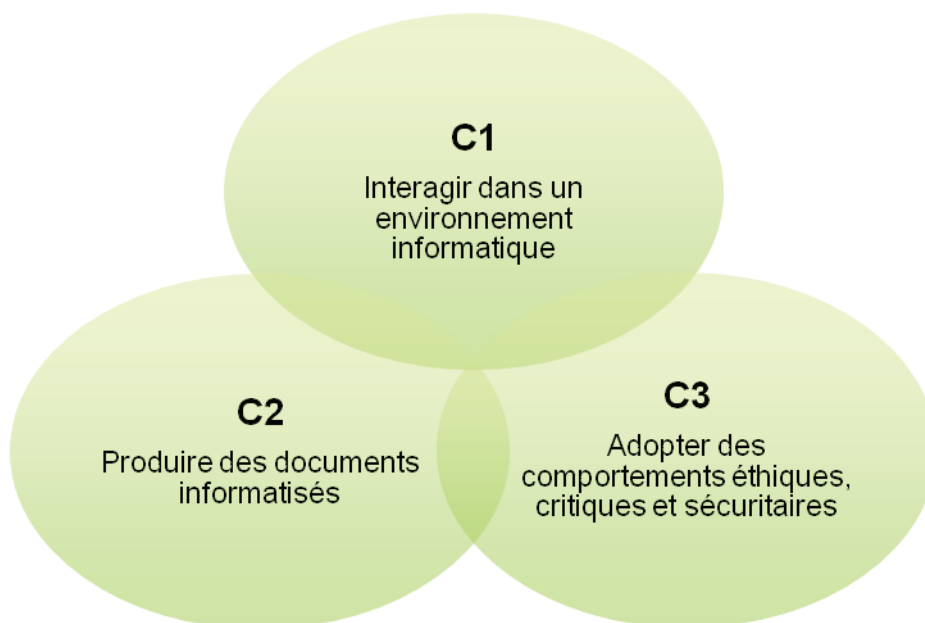 C1
Interagir dans un
environnement
informatique
C2
Produire des documents
informatisés
C3
Adopter des
comportements éthiques,
critiques et sécuritaires